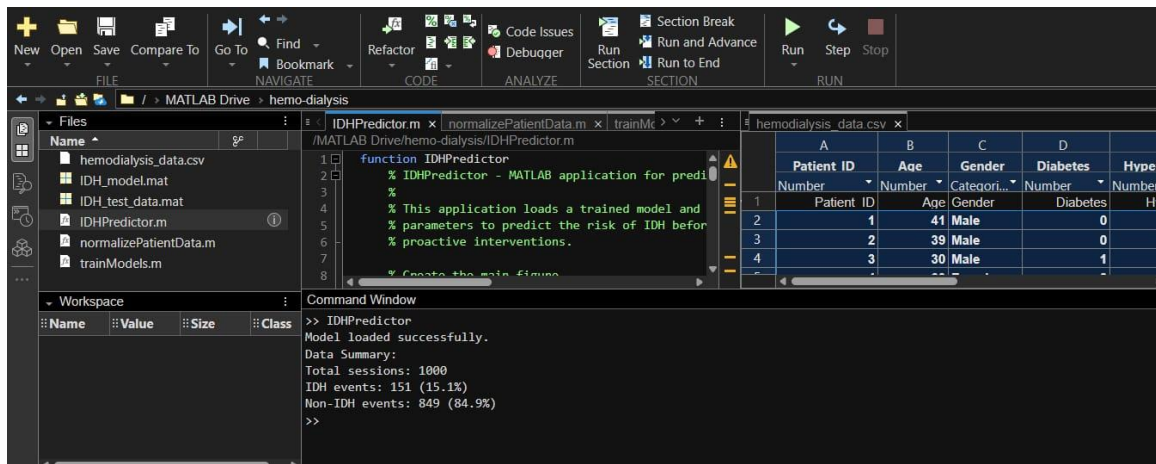 New Open Save Compare To Go To Find Bookmark Refactor Code Issues Debugger Run Section Section Break Run and Advance Run to End Run Step Stop
FILE NAVIGATE CODE ANALYZE SECTION RUN
/ › MATLAB Drive › hemo-dialysis
Files
Name
hemodialysis_data.csv
IDH_model.mat
IDH_test_data.mat
IDHPredictor.m
normalizePatientData.m
trainModels.m
Workspace
Name Value Size Class
IDHPredictor.m × normalizePatientData.m × trainMo
/MATLAB Drive/hemo-dialysis/IDHPredictor.m
1 function IDHPredictor
2 % IDHPredictor - MATLAB application for predi
3 %
4 % This application loads a trained model and
5 % parameters to predict the risk of IDH befor
6 % proactive interventions.
7
8 % Create the main figure
hemodialysis_data.csv ×
A B C D
Patient ID Age Gender Diabetes Hype
Number Number Categori... Number Number
1 Patient ID Age Gender Diabetes H
2 1 41 Male 0
3 2 39 Male 0
4 3 30 Male 1
Command Window
>> IDHPredictor
Model loaded successfully.
Data Summary:
Total sessions: 1000
IDH events: 151 (15.1%)
Non-IDH events: 849 (84.9%)
>>